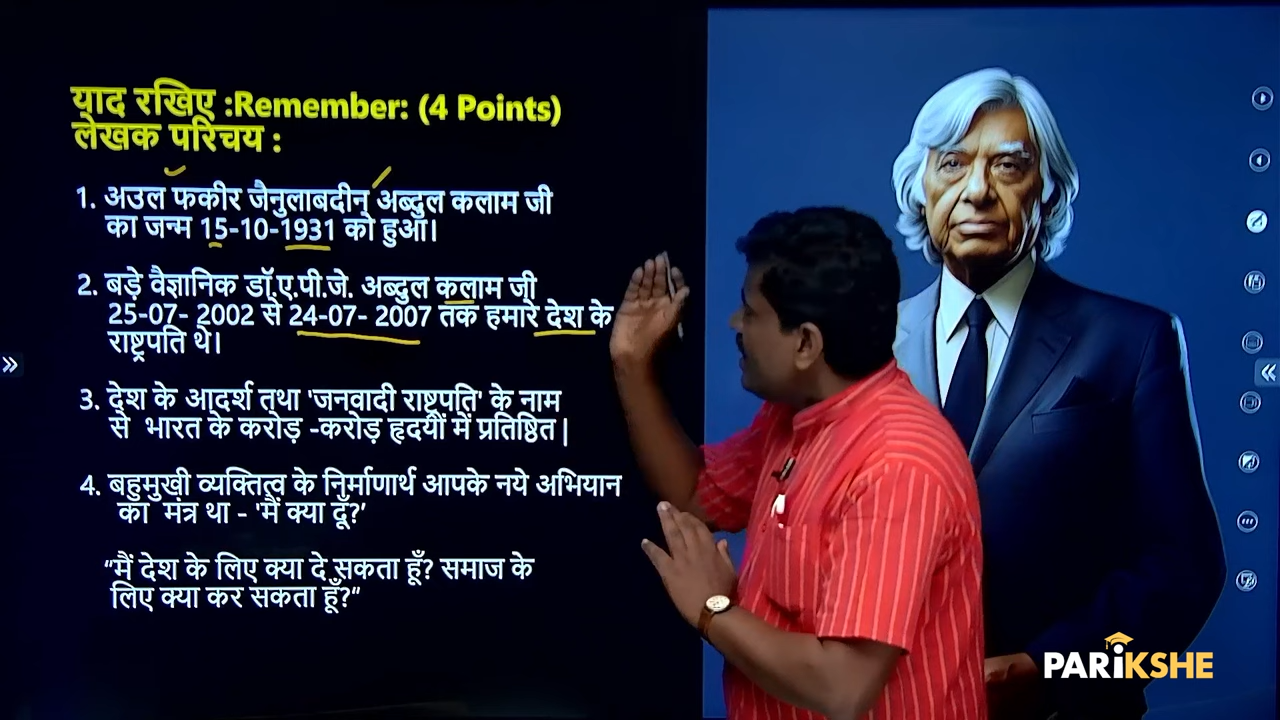 याद रखिए :Remember: (4 Points)
लेखक परिचय :
1. अउल फकीर जैनुलाबदीन अब्दुल कलाम जी
का जन्म 15-10-1931 को हुआ।
2. बड़े वैज्ञानिक डॉ.ए.पी.जे. अब्दुल कलाम जी
25-07- 2002 से 24-07- 2007 तक हमारे देश के
राष्ट्रपति थे।
3. देश के आदर्श तथा 'जनवादी राष्ट्रपति' के नाम
से भारत के करोड़ -करोड़ हृदयों में प्रतिष्ठित |
4. बहुमुखी व्यक्तित्व के निर्माणार्थ आपके नये अभियान
का मंत्र था - 'मैं क्या दूँ?’
“मैं देश के लिए क्या दे सकता हूँ? समाज के
लिए क्या कर सकता हूँ?“
PARIKSHE